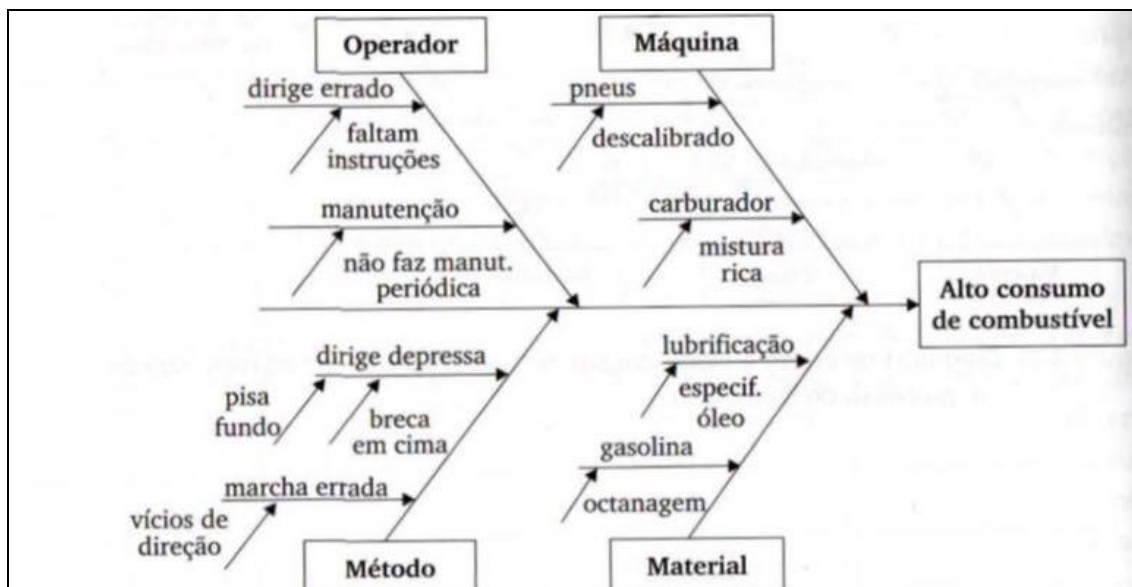 Operador
Máquina
dirige errado
faltam
instruções
pneus
descalibrado
manutenção
não faz manut.
periódica
carburador
mistura
rica
Alto consumo
de combustível
dirige depressa
pisa
fundo
breca
em cima
lubrificação
especif.
óleo
marcha errada
vícios de
direção
gasolina
octanagem
Método
Material